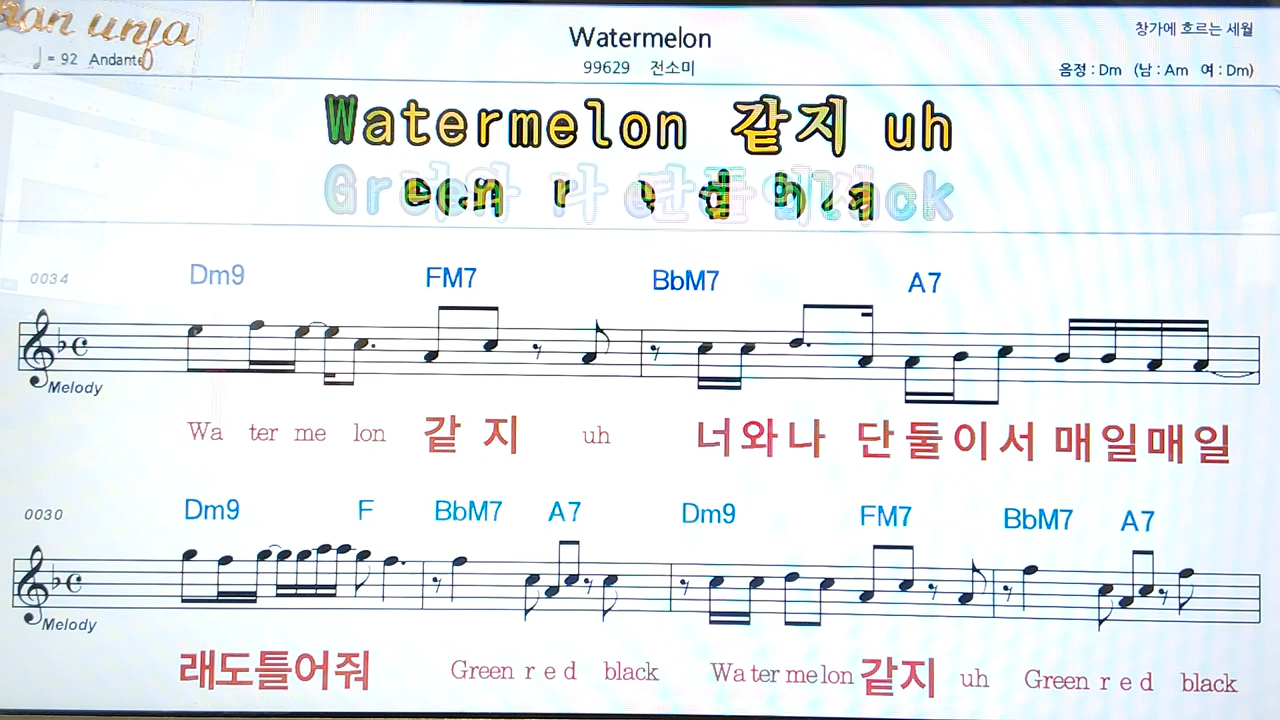 an unja
♩ = 92 Andante
Watermelon
창가에 흐르는 세월
99629 전소미
음정 : Dm (남 : Am 여 : Dm)
Watermelon 같지 uh
0034 Dm9 FM7 BbM7 A7
Melody
Wa ter me lon 같 지 uh 너와나 단둘이서 매일매일
0030 Dm9 F BbM7 A7 Dm9 FM7 BbM7 A7
Melody
래도틀어줘 Green r e d black Wa ter me lon 같지 uh Green r e d black